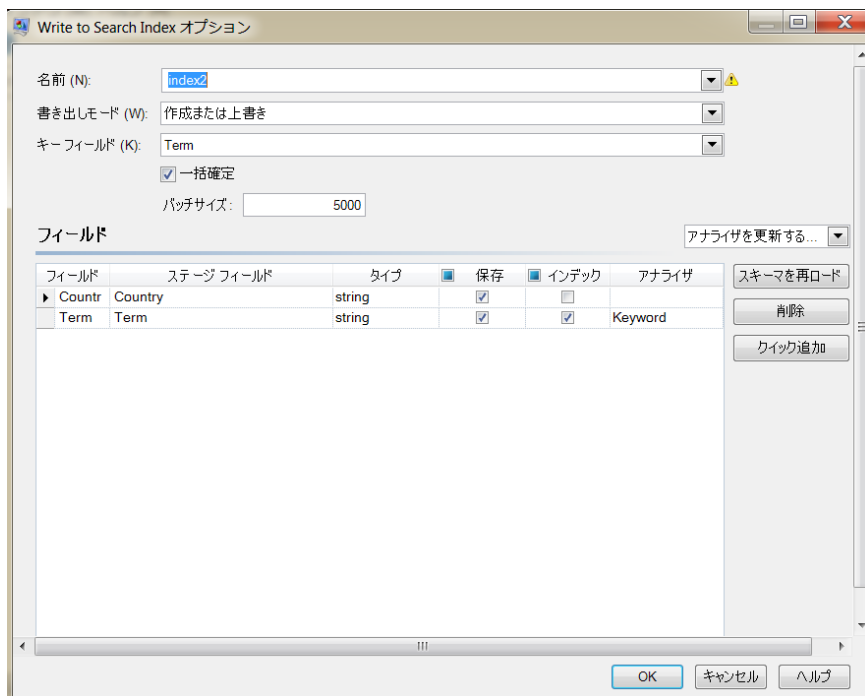 Write to Search Index オプション
名前 (N): index2
書き出しモード (W): 作成または上書き
キー フィールド (K): Term
一括確定
バッチサイズ: 5000
フィールド アナライザを更新する...
フィールド ステージ フィールド タイプ 保存 インデック アナライザ スキーマを再ロード
Countr Country string
Term Term string Keyword 削除
クイック追加
OK キャンセル ヘルプ